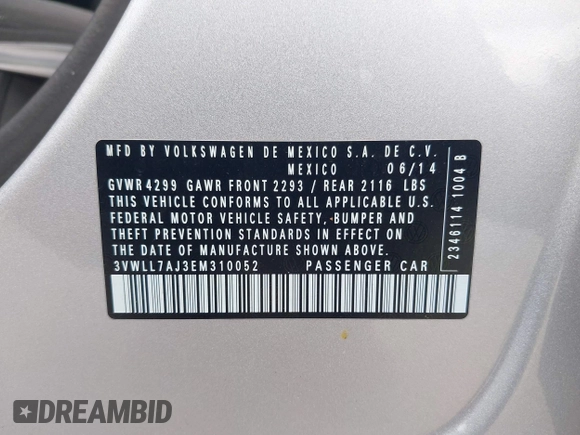 MFD BY VOLKSWAGEN DE MEXICO S.A. DE C.V.
MEXICO 06/14
GVWR 4299 GAWR FRONT 2293 / REAR 2116 LBS
THIS VEHICLE CONFORMS TO ALL APPLICABLE U.S.
FEDERAL MOTOR VEHICLE SAFETY, BUMPER AND
THEFT PREVENTION STANDARDS IN EFFECT ON
THE DATE OF MANUFACTURE SHOWN ABOVE.
3VWLL7AJ3EM310052 PASSENGER CAR
2346114 1004 B
DREAMBID